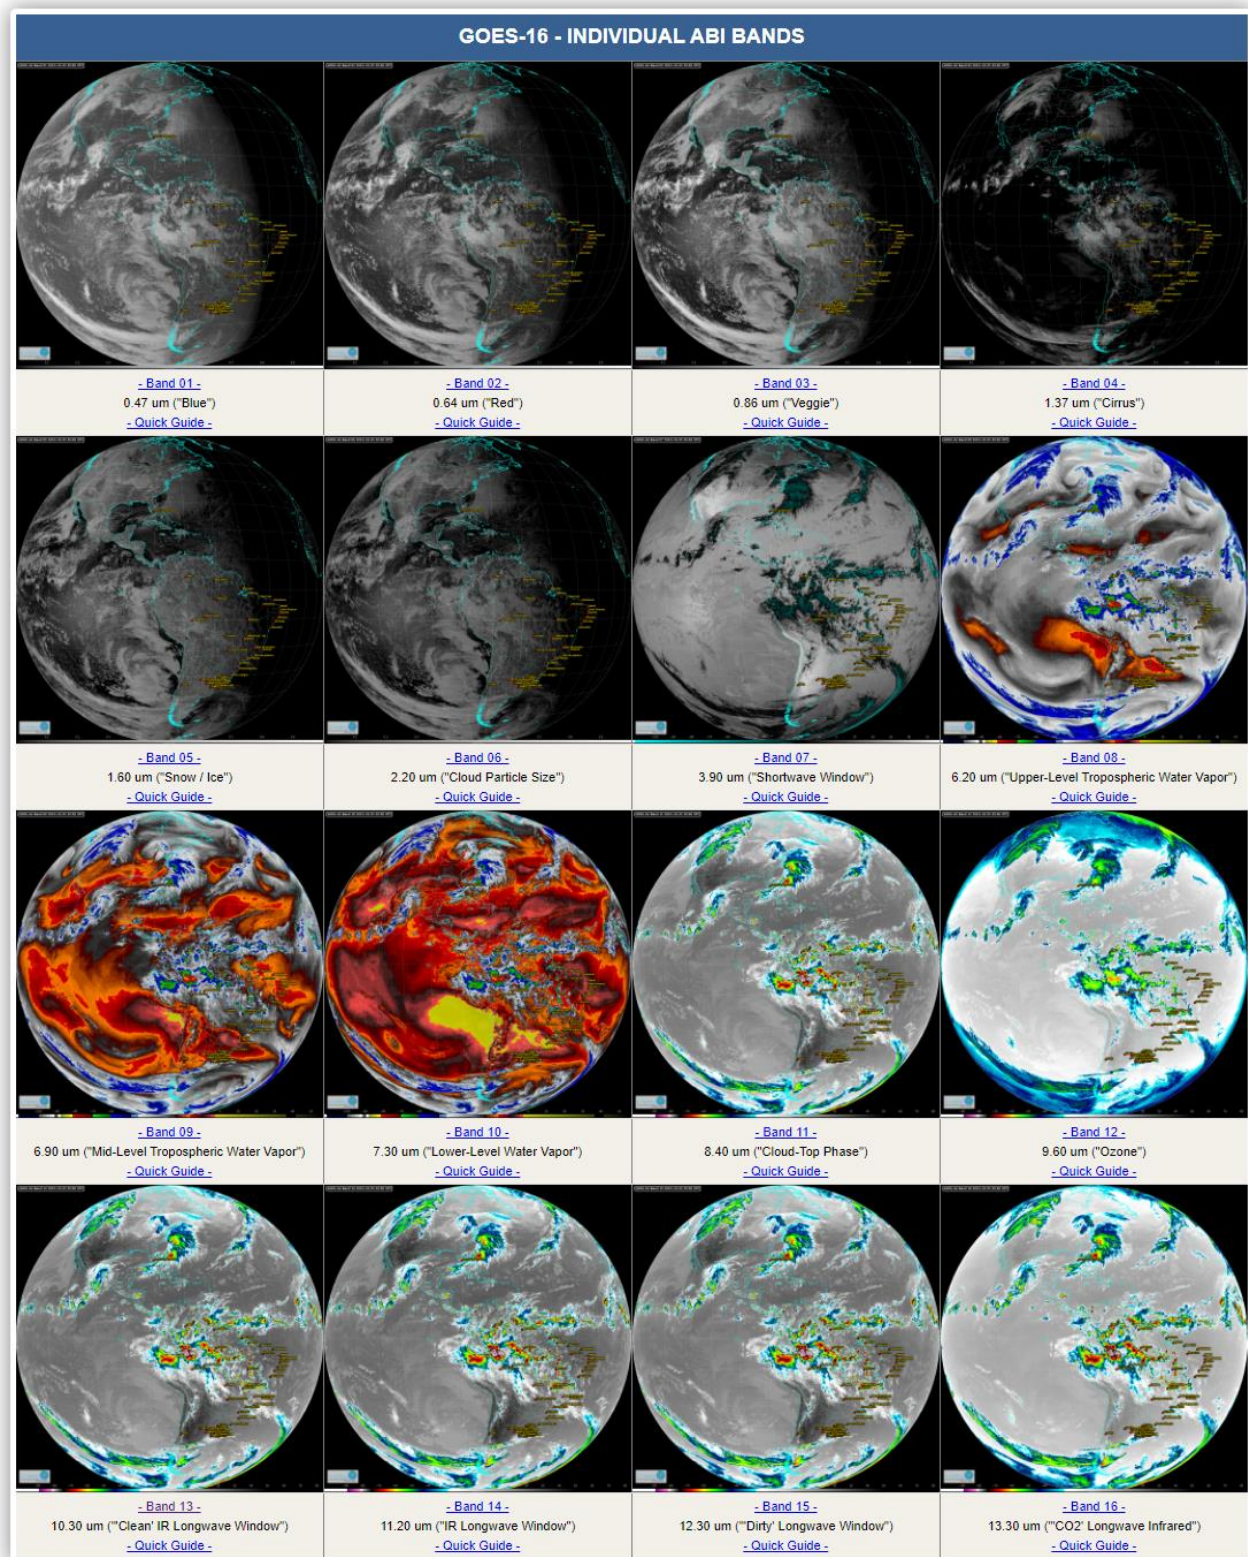 GOES-16 - INDIVIDUAL ABI BANDS
- Band 01 -
0.47 um ("Blue")
- Quick Guide -
- Band 02 -
0.64 um ("Red")
- Quick Guide -
- Band 03 -
0.86 um ("Veggie")
- Quick Guide -
- Band 04 -
1.37 um ("Cirrus")
- Quick Guide -
- Band 05 -
1.60 um ("Snow / Ice")
- Quick Guide -
- Band 06 -
2.20 um ("Cloud Particle Size")
- Quick Guide -
- Band 07 -
3.90 um ("Shortwave Window")
- Quick Guide -
- Band 08 -
6.20 um ("Upper-Level Tropospheric Water Vapor")
- Quick Guide -
- Band 09 -
6.90 um ("Mid-Level Tropospheric Water Vapor")
- Quick Guide -
- Band 10 -
7.30 um ("Lower-Level Water Vapor")
- Quick Guide -
- Band 11 -
8.40 um ("Cloud-Top Phase")
- Quick Guide -
- Band 12 -
9.60 um ("Ozone")
- Quick Guide -
- Band 13 -
10.30 um ("'Clean' IR Longwave Window")
- Quick Guide -
- Band 14 -
11.20 um ("IR Longwave Window")
- Quick Guide -
- Band 15 -
12.30 um ("'Dirty' Longwave Window")
- Quick Guide -
- Band 16 -
13.30 um ("'CO2' Longwave Infrared")
- Quick Guide -